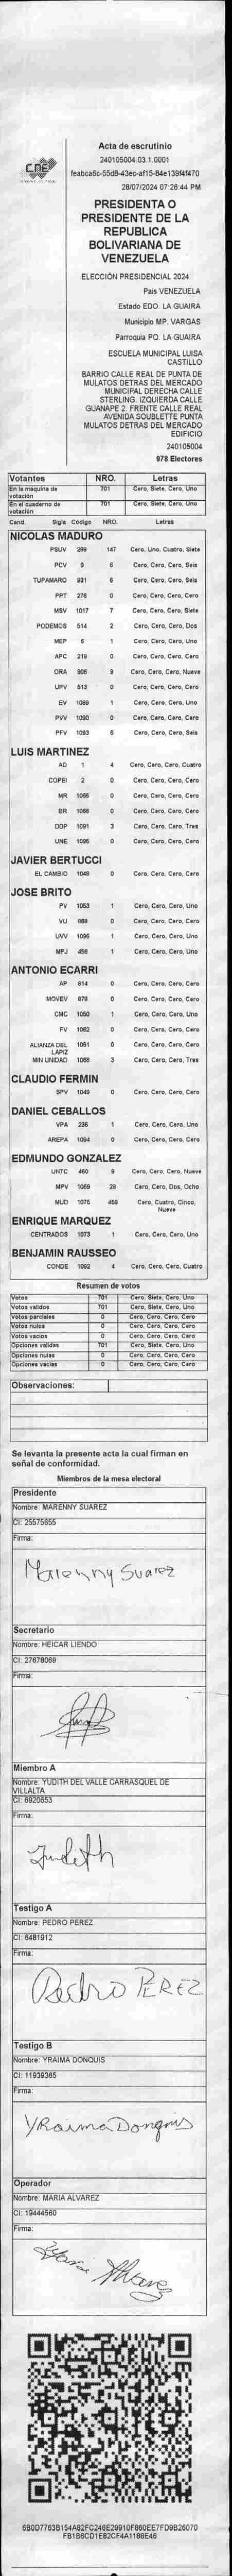 CNE
Acta de escrutinio
240105004.03.1.0001
28/07/2024 07:26:44 PM
PRESIDENTA O
PRESIDENTE DE LA
REPUBLICA
BOLIVARIANA DE
VENEZUELA
ELECCIÓN PRESIDENCIAL 2024
Pais VENEZUELA
Estado EDO. LA GUAIRA
Municipio MP. VARGAS
Parroquia PQ. LA GUAIRA
ESCUELA MUNICIPAL LUISA
CASTILLO
BARRIO CALLE REAL DE PUNTA DE
MULATOS DETRAS DEL MERCADO
MUNICIPAL DERECHA CALLE
STERLING. IZQUIERDA CALLE
GUANAPE 2. FRENTE CALLE REAL
AVENIDA SOUBLETTE PUNTA
MULATOS DETRAS DEL MERCADO
EDIFICIO
240105004
978 Electores
Votantes NRO. Letras
En la máquina de votación 701 Cero, Siete, Cero, Uno
En el cuaderno de votación 701 Cero, Siete, Cero, Uno
Cand. Sigla Código NRO. Letras
NICOLAS MADURO
PSUV 269 147 Cero, Uno, Cuatro, Siete
PCV 9 6 Cero, Cero, Cero, Seis
TUPAMARO 931 6 Cero, Cero, Cero, Seis
PPT 276 0 Cero, Cero, Cero, Cero
MSV 1017 7 Cero, Cero, Cero, Siete
PODEMOS 514 2 Cero, Cero, Cero, Dos
MEP 6 1 Cero, Cero, Cero, Uno
APC 219 0 Cero, Cero, Cero, Cero
ORA 905 9 Cero, Cero, Cero, Nueve
UPV 513 0 Cero, Cero, Cero, Cero
EV 1089 1 Cero, Cero, Cero, Uno
PVV 1090 0 Cero, Cero, Cero, Cero
PFV 1093 6 Cero, Cero, Cero, Seis
LUIS MARTINEZ
AD 1 4 Cero, Cero, Cero, Cuatro
COPEI 2 0 Cero, Cero, Cero, Cero
MR 1065 0 Cero, Cero, Cero, Cero
BR 1066 0 Cero, Cero, Cero, Cero
DDP 1091 3 Cero, Cero, Cero, Tres
UNE 1095 0 Cero, Cero, Cero, Cero
JAVIER BERTUCCI
EL CAMBIO 1048 0 Cero, Cero, Cero, Cero
JOSE BRITO
PV 1053 1 Cero, Cero, Cero, Uno
VU 868 0 Cero, Cero, Cero, Cero
UVV 1096 1 Cero, Cero, Cero, Uno
MPJ 458 1 Cero, Cero, Cero, Uno
ANTONIO ECARRI
AP 914 0 Cero, Cero, Cero, Cero
MOVEV 878 0 Cero, Cero, Cero, Cero
CMC 1050 1 Cero, Cero, Cero, Uno
FV 1062 0 Cero, Cero, Cero, Cero
ALIANZA DEL LAPIZ 1051 0 Cero, Cero, Cero, Cero
MIN UNIDAD 1068 3 Cero, Cero, Cero, Tres
CLAUDIO FERMIN
SPV 1049 0 Cero, Cero, Cero, Cero
DANIEL CEBALLOS
VPA 236 1 Cero, Cero, Cero, Uno
AREPA 1094 0 Cero, Cero, Cero, Cero
EDMUNDO GONZALEZ
UNTC 460 9 Cero, Cero, Cero, Nueve
MPV 1069 28 Cero, Cero, Dos, Ocho
MUD 1075 459 Cero, Cuatro, Cinco, Nueve
ENRIQUE MARQUEZ
CENTRADOS 1073 1 Cero, Cero, Cero, Uno
BENJAMIN RAUSSEO
CONDE 1092 4 Cero, Cero, Cero, Cuatro
Resumen de votos
Votos 701 Cero, Siete, Cero, Uno
Votos validos 701 Cero, Siete, Cero, Uno
Votos parciales 0 Cero, Cero, Cero, Cero
Votos nulos 0 Cero, Cero, Cero, Cero
Votos vacios 0 Cero, Cero, Cero, Cero
Opciones validas 701 Cero, Siete, Cero, Uno
Opciones nulas 0 Cero, Cero, Cero, Cero
Opciones vacias 0 Cero, Cero, Cero, Cero
Observaciones:
Se levanta la presente acta la cual firman en
señal de conformidad.
Miembros de la mesa electoral
Presidente
Nombre: MARENNY SUAREZ
CI: 25575655
Firma:
Marenny Suarez
Secretario
Nombre: HEICAR LIENDO
CI: 27678069
Firma:
Miembro A
Nombre: YUDITH DEL VALLE CARRASQUEL DE
VILLALTA
CI: 6920653
Firma:
Judith
Testigo A
Nombre: PEDRO PEREZ
CI: 6481912
Firma:
Pedro PEREZ
Testigo B
Nombre: YRAIMA DONQUIS
CI: 11939365
Firma:
YRaima Donquis
Operador
Nombre: MARIA ALVAREZ
CI: 19444560
Firma: